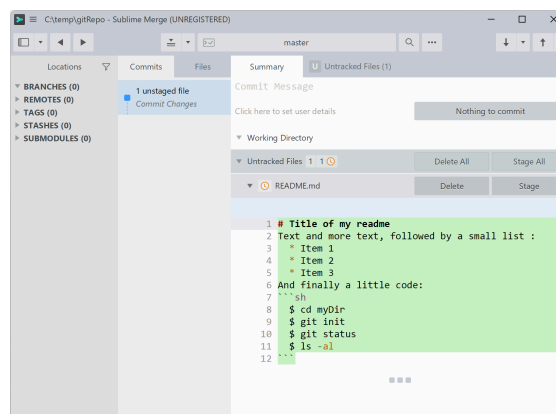 C:\temp\gitRepo - Sublime Merge (UNREGISTERED)
master
Locations
Commits
Files
Summary
U Untracked Files (1)
BRANCHES (0)
REMOTES (0)
TAGS (0)
STASHES (0)
SUBMODULES (0)
1 unstaged file
Commit Changes
Commit Message
Click here to set user details
Nothing to commit
Working Directory
Untracked Files 1 1
Delete All
Stage All
README.md
Delete
Stage
1 # Title of my readme
2 Text and more text, followed by a small list :
3 * Item 1
4 * Item 2
5 * Item 3
6 And finally a little code:
7 ```sh
8 $ cd myDir
9 $ git init
10 $ git status
11 $ ls -al
12 ```